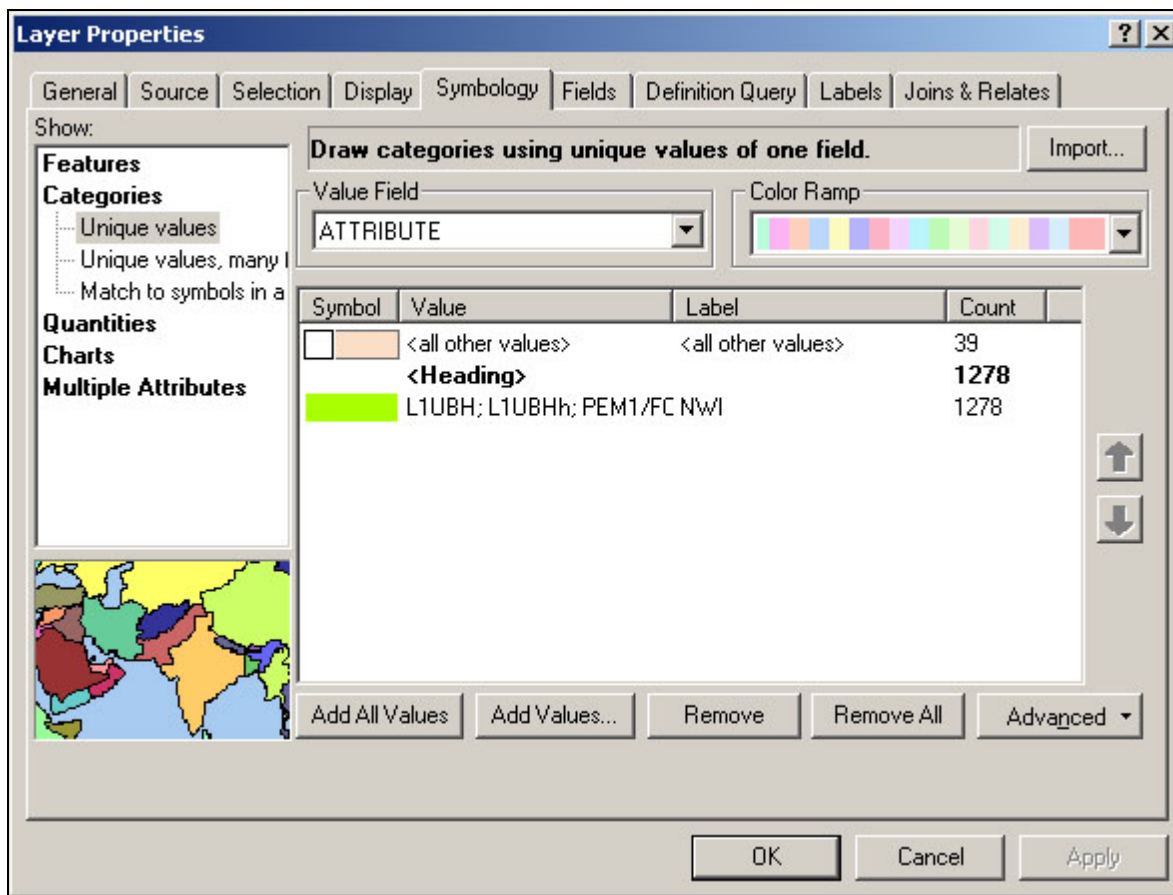 Layer Properties
General Source Selection Display Symbology Fields Definition Query Labels Joins & Relates
Show:
Features
Categories
Unique values
Unique values, many
Match to symbols in a
Quantities
Charts
Multiple Attributes
Draw categories using unique values of one field.
Import...
Value Field
ATTRIBUTE
Color Ramp
Symbol Value Label Count
<all other values> <all other values> 39
<Heading> 1278
L1UBH; L1UBHh; PEM1/FC NWI 1278
Add All Values Add Values... Remove Remove All Advanced
OK Cancel Apply